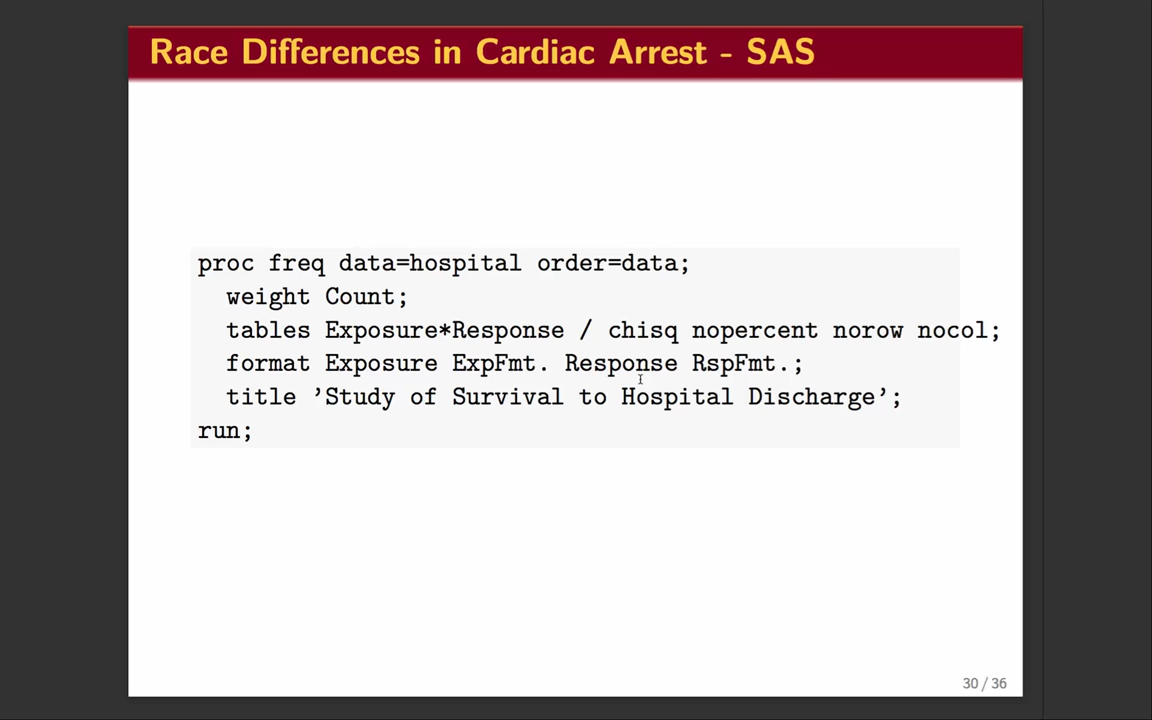 Race Differences in Cardiac Arrest - SAS
proc freq data=hospital order=data;
weight Count;
tables Exposure*Response / chisq nopercent norow nocol;
format Exposure ExpFmt. Response RspFmt.;
title ’Study of Survival to Hospital Discharge’;
run;
30 / 36